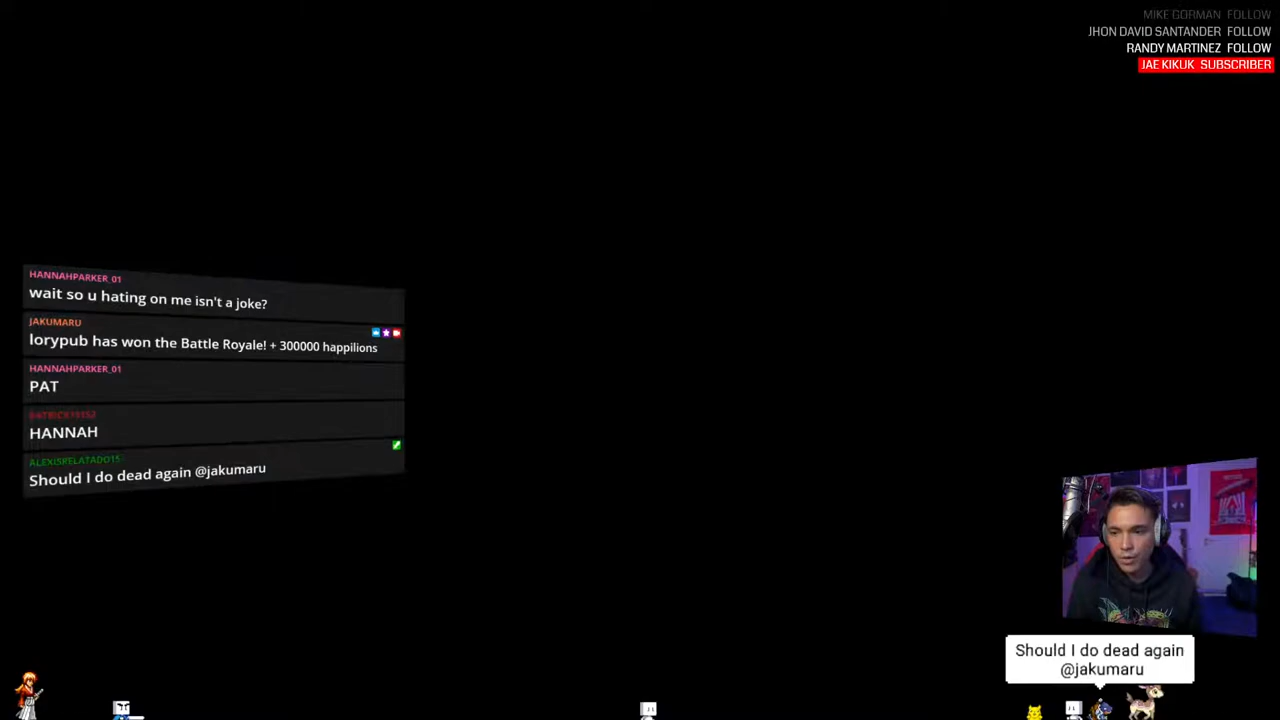 MIKE GORMAN FOLLOW
JHON DAVID SANTANDER FOLLOW
RANDY MARTINEZ FOLLOW
JAE KIKUK SUBSCRIBER
HANNAHPARKER_01
wait so u hating on me isn't a joke?
JAKUMARU
lorypub has won the Battle Royale! + 300000 happilions
HANNAHPARKER_01
PAT
HANNAH
ALEXISRELATADO15
Should I do dead again @jakumaru
Should I do dead again
@jakumaru